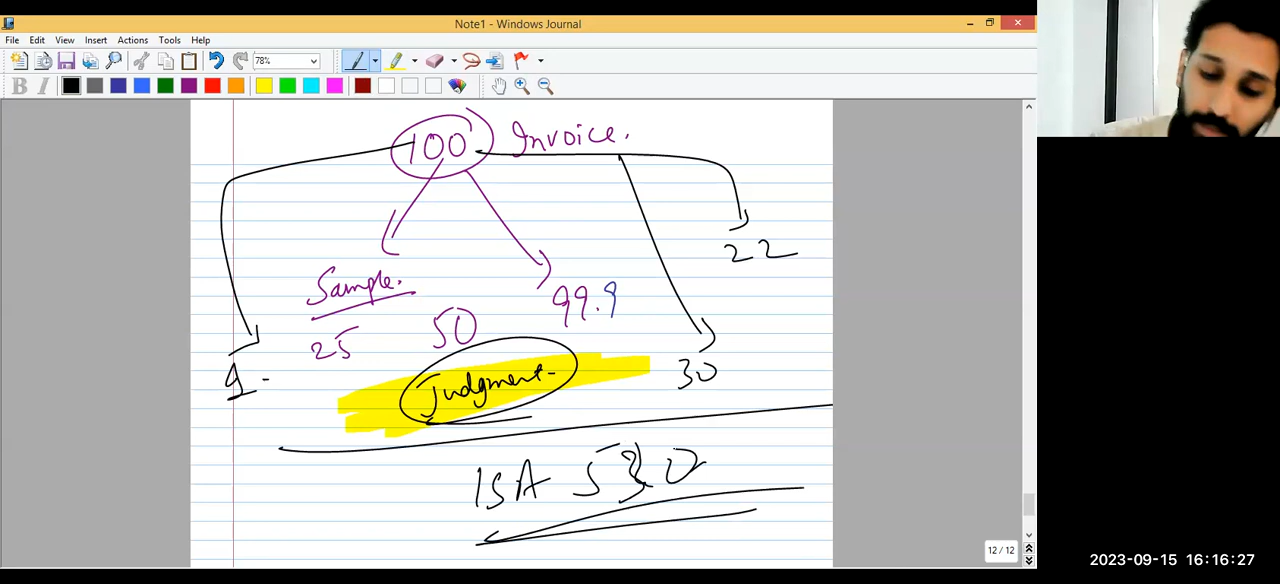 Note1 - Windows Journal
File Edit View Insert Actions Tools Help
78%
B I
100 Invoice.
22
Sample.
99.9
25 50
Judgment-
30
ISA 530
12 / 12
2023-09-15 16:16:27